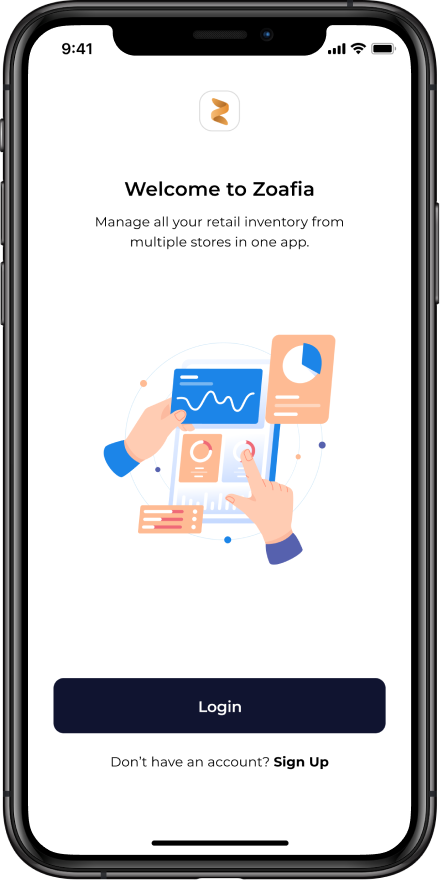 9:41
Welcome to Zoafia
Manage all your retail inventory from
multiple stores in one app.
Login
Don’t have an account? Sign Up